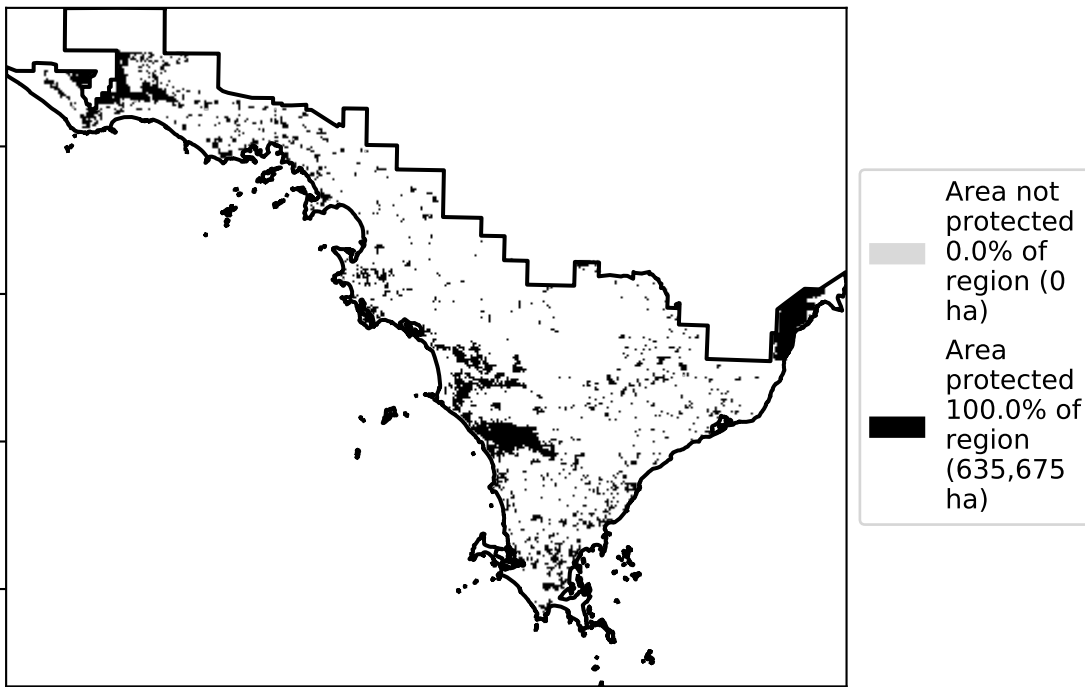 Area not
protected
0.0% of
region (0
ha)
Area
protected
100.0% of
region
(635,675
ha)